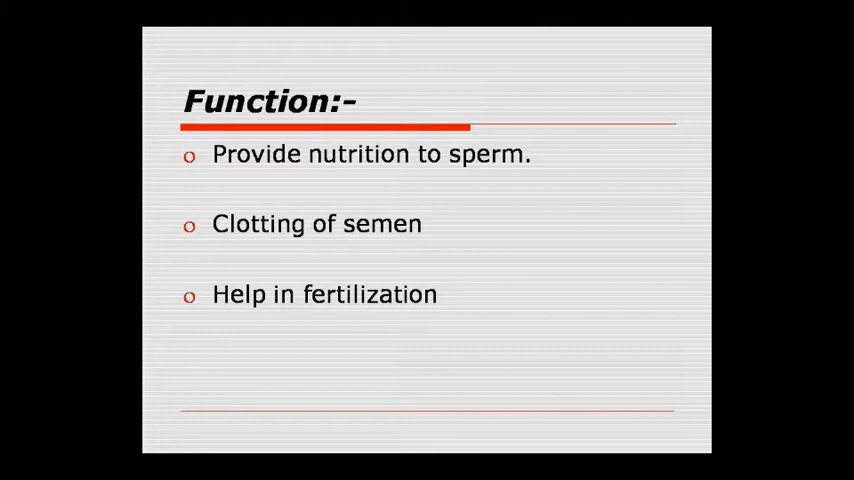 Function:-
Provide nutrition to sperm.
Clotting of semen
Help in fertilization